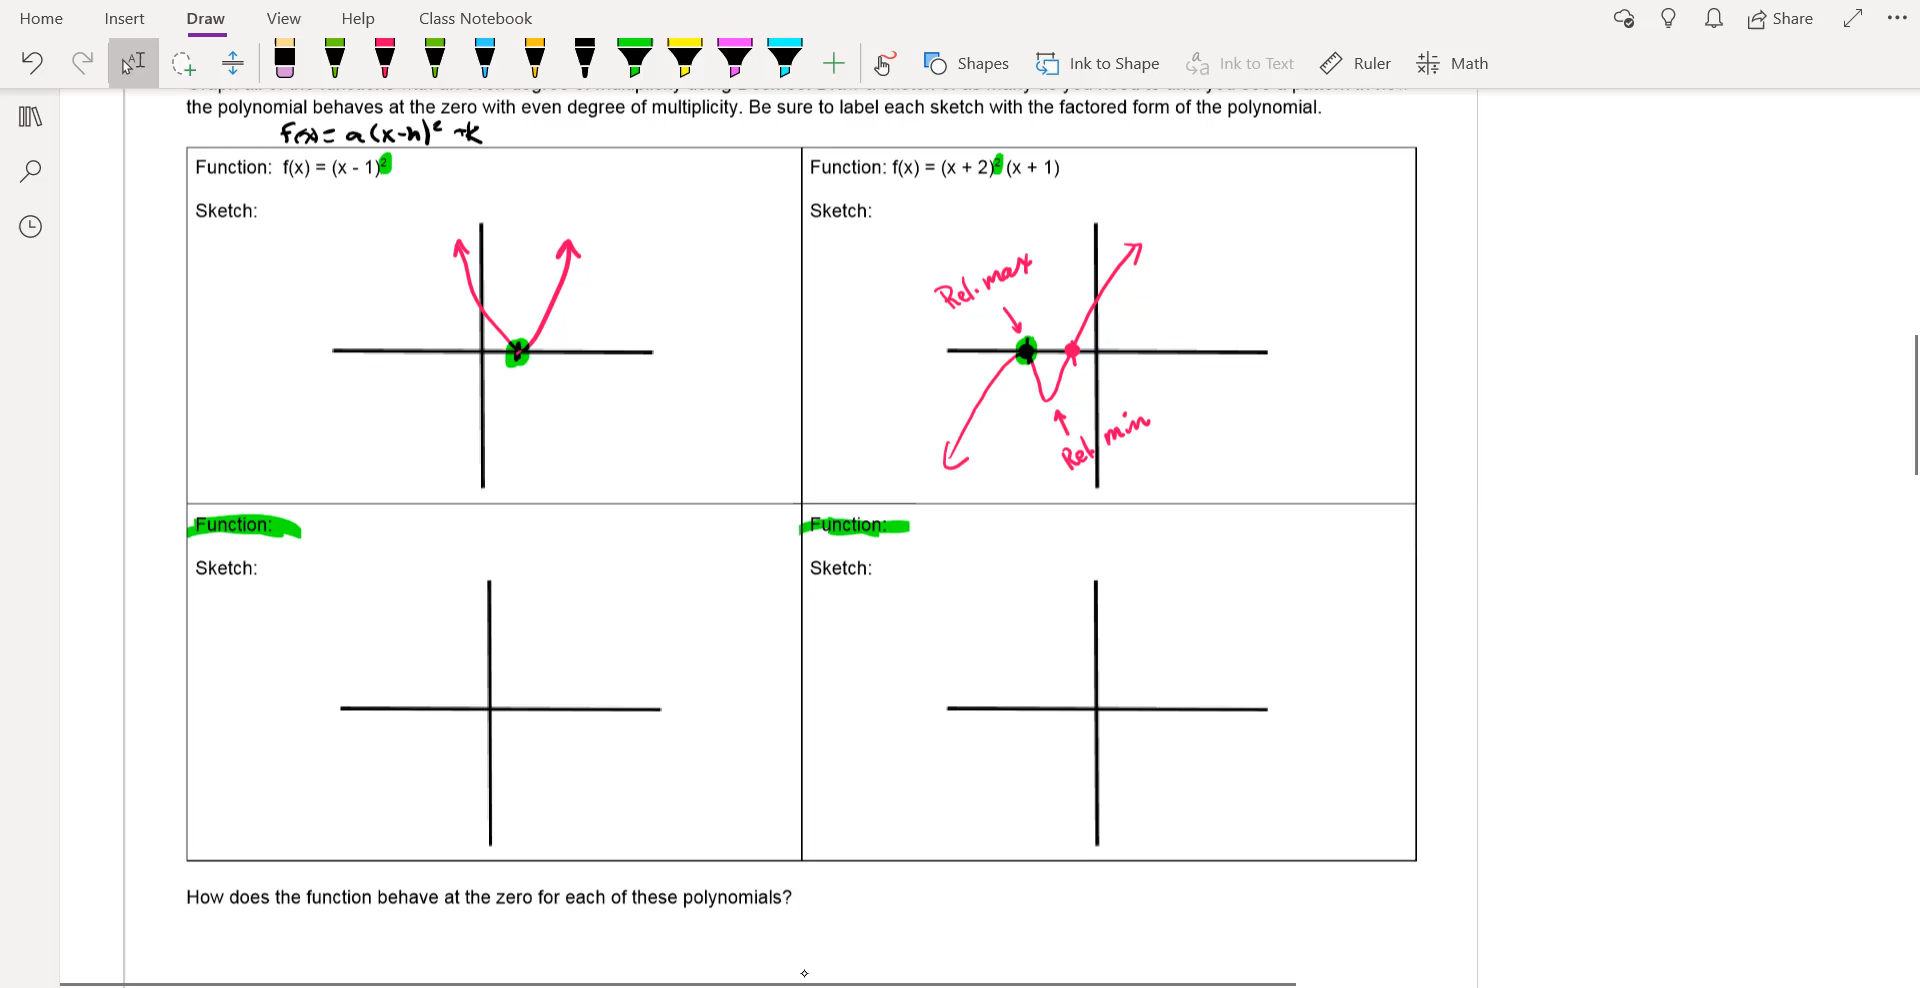 Home Insert Draw View Help Class Notebook Share
Shapes Ink to Shape Ink to Text Ruler Math
the polynomial behaves at the zero with even degree of multiplicity. Be sure to label each sketch with the factored form of the polynomial.
f(x) = a(x-h)² +k
Function: f(x) = (x - 1)²
Sketch:
Function: f(x) = (x + 2)² (x + 1)
Sketch:
Rel. max
Rel min
Function:
Sketch:
Function:
Sketch:
How does the function behave at the zero for each of these polynomials?